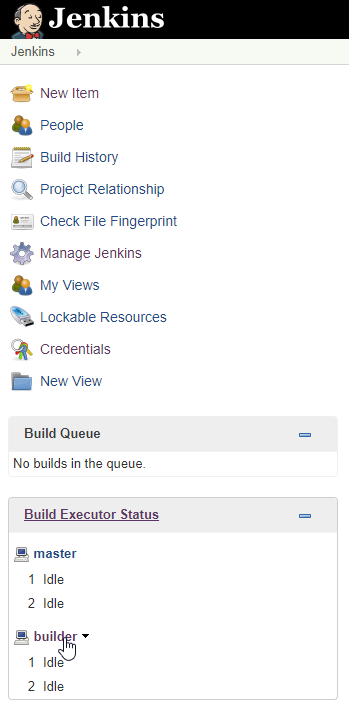 Jenkins
Jenkins
New Item
People
Build History
Project Relationship
Check File Fingerprint
Manage Jenkins
My Views
Lockable Resources
Credentials
New View
Build Queue
No builds in the queue.
Build Executor Status
master
1 Idle
2 Idle
builder
1 Idle
2 Idle